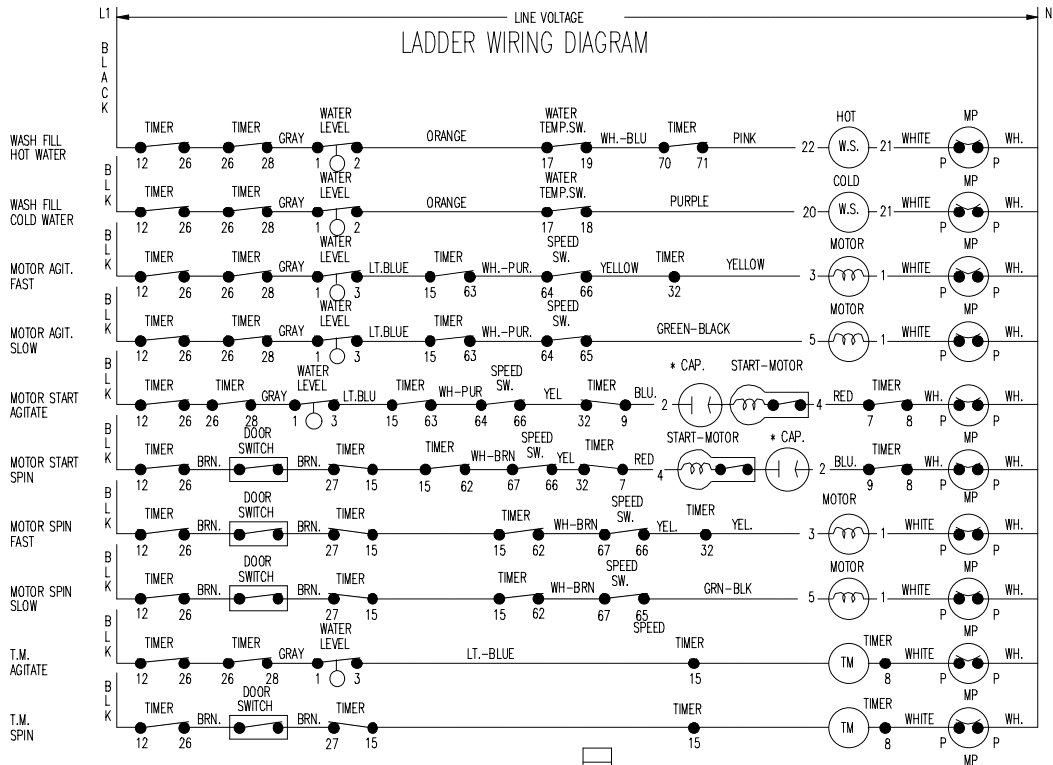 L1 LINE VOLTAGE N
LADDER WIRING DIAGRAM
BLACK
WASH FILL HOT WATER
TIMER TIMER WATER LEVEL WATER TEMP.SW. TIMER HOT MP
GRAY ORANGE WH.-BLU PINK W.S. WHITE WH.
12 26 26 28 1 2 17 19 70 71 22 21 P P
BLK
WASH FILL COLD WATER
TIMER TIMER WATER LEVEL WATER TEMP.SW. COLD MP
GRAY ORANGE PURPLE W.S. WHITE WH.
12 26 26 28 1 2 17 18 20 21 P P
BLK
MOTOR AGIT. FAST
TIMER TIMER WATER LEVEL TIMER SPEED SW. TIMER MOTOR MP
GRAY LT.BLUE WH.-PUR. YELLOW YELLOW WHITE WH.
12 26 26 28 1 3 15 63 64 66 32 3 1 P P
BLK
MOTOR AGIT. SLOW
TIMER TIMER WATER LEVEL TIMER SPEED SW. MOTOR MP
GRAY LT.BLUE WH.-PUR. GREEN-BLACK WHITE WH.
12 26 26 28 1 3 15 63 64 65 5 1 P P
BLK
MOTOR START AGITATE
TIMER TIMER WATER LEVEL TIMER SPEED SW. TIMER * CAP. START-MOTOR TIMER MP
GRAY LT.BLU WH-PUR YEL BLU. RED WH. WH.
12 26 26 28 1 3 15 63 64 66 32 9 2 4 7 8 P P
BLK
MOTOR START SPIN
TIMER DOOR SWITCH TIMER TIMER SPEED SW. TIMER START-MOTOR * CAP. TIMER MP
BRN. BRN. WH-BRN YEL RED BLU. WH. WH.
12 26 27 15 15 62 67 66 32 7 4 2 9 8 P P
BLK
MOTOR SPIN FAST
TIMER DOOR SWITCH TIMER TIMER SPEED SW. TIMER MOTOR MP
BRN. BRN. WH-BRN YEL. YEL. WHITE WH.
12 26 27 15 15 62 67 66 32 3 1 P P
BLK
MOTOR SPIN SLOW
TIMER DOOR SWITCH TIMER TIMER SPEED SW. MOTOR MP
BRN. BRN. WH-BRN GRN-BLK WHITE WH.
12 26 27 15 15 62 67 65 5 1 P P
SPEED
BLK
T.M. AGITATE
TIMER TIMER WATER LEVEL TIMER TIMER MP
GRAY LT.-BLUE TM WHITE WH.
12 26 26 28 1 3 15 8 P P
BLK
T.M. SPIN
TIMER DOOR SWITCH TIMER TIMER TIMER MP
BRN. BRN. TM WHITE WH.
12 26 27 15 15 8 P P
MP